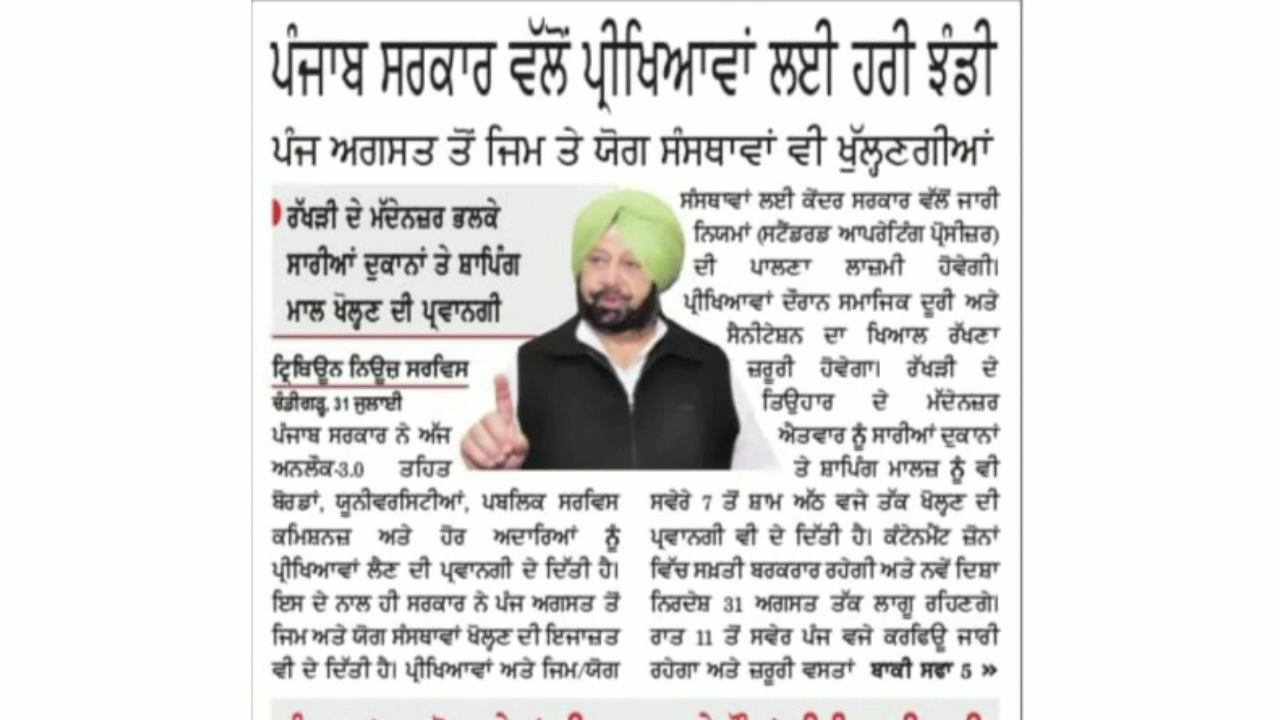 ਪੰਜਾਬ ਸਰਕਾਰ ਵੱਲੋਂ ਪ੍ਰੀਖਿਆਵਾਂ ਲਈ ਹਰੀ ਝੰਡੀ
ਪੰਜ ਅਗਸਤ ਤੋਂ ਜਿਮ ਤੇ ਯੋਗ ਸੰਸਥਾਵਾਂ ਵੀ ਖੁੱਲ੍ਹਣਗੀਆਂ
ਰੱਖੜੀ ਦੇ ਮੱਦੇਨਜ਼ਰ ਭਲਕੇ
ਸਾਰੀਆਂ ਦੁਕਾਨਾਂ ਤੇ ਸ਼ਾਪਿੰਗ
ਮਾਲ ਖੋਲ੍ਹਣ ਦੀ ਪ੍ਰਵਾਨਗੀ
ਟ੍ਰਿਬਿਊਨ ਨਿਊਜ਼ ਸਰਵਿਸ
ਚੰਡੀਗੜ੍ਹ, 31 ਜੁਲਾਈ
ਪੰਜਾਬ ਸਰਕਾਰ ਨੇ ਅੱਜ
ਅਨਲੌਕ-3.0 ਤਹਿਤ
ਬੋਰਡਾਂ, ਯੂਨੀਵਰਸਿਟੀਆਂ, ਪਬਲਿਕ ਸਰਵਿਸ
ਕਮਿਸ਼ਨਜ਼ ਅਤੇ ਹੋਰ ਅਦਾਰਿਆਂ ਨੂੰ
ਪ੍ਰੀਖਿਆਵਾਂ ਲੈਣ ਦੀ ਪ੍ਰਵਾਨਗੀ ਦੇ ਦਿੱਤੀ ਹੈ।
ਇਸ ਦੇ ਨਾਲ ਹੀ ਸਰਕਾਰ ਨੇ ਪੰਜ ਅਗਸਤ ਤੋਂ
ਜਿਮ ਅਤੇ ਯੋਗ ਸੰਸਥਾਵਾਂ ਖੋਲ੍ਹਣ ਦੀ ਇਜਾਜ਼ਤ
ਵੀ ਦੇ ਦਿੱਤੀ ਹੈ। ਪ੍ਰੀਖਿਆਵਾਂ ਅਤੇ ਜਿਮ/ਯੋਗ
ਸੰਸਥਾਵਾਂ ਲਈ ਕੇਂਦਰ ਸਰਕਾਰ ਵੱਲੋਂ ਜਾਰੀ
ਨਿਯਮਾਂ (ਸਟੈਂਡਰਡ ਆਪਰੇਟਿੰਗ ਪ੍ਰੋਸੀਜ਼ਰ)
ਦੀ ਪਾਲਣਾ ਲਾਜ਼ਮੀ ਹੋਵੇਗੀ।
ਪ੍ਰੀਖਿਆਵਾਂ ਦੌਰਾਨ ਸਮਾਜਿਕ ਦੂਰੀ ਅਤੇ
ਸੈਨੀਟੇਸ਼ਨ ਦਾ ਖਿਆਲ ਰੱਖਣਾ
ਜ਼ਰੂਰੀ ਹੋਵੇਗਾ। ਰੱਖੜੀ ਦੇ
ਤਿਉਹਾਰ ਦੇ ਮੱਦੇਨਜ਼ਰ
ਐਤਵਾਰ ਨੂੰ ਸਾਰੀਆਂ ਦੁਕਾਨਾਂ
ਤੇ ਸ਼ਾਪਿੰਗ ਮਾਲਜ਼ ਨੂੰ ਵੀ
ਸਵੇਰੇ 7 ਤੋਂ ਸ਼ਾਮ ਅੱਠ ਵਜੇ ਤੱਕ ਖੋਲ੍ਹਣ ਦੀ
ਪ੍ਰਵਾਨਗੀ ਵੀ ਦੇ ਦਿੱਤੀ ਹੈ। ਕੰਟੇਨਮੈਂਟ ਜ਼ੋਨਾਂ
ਵਿੱਚ ਸਖ਼ਤੀ ਬਰਕਰਾਰ ਰਹੇਗੀ ਅਤੇ ਨਵੇਂ ਦਿਸ਼ਾ
ਨਿਰਦੇਸ਼ 31 ਅਗਸਤ ਤੱਕ ਲਾਗੂ ਰਹਿਣਗੇ।
ਰਾਤ 11 ਤੋਂ ਸਵੇਰ ਪੰਜ ਵਜੇ ਕਰਫਿਊ ਜਾਰੀ
ਰਹੇਗਾ ਅਤੇ ਜ਼ਰੂਰੀ ਵਸਤਾਂ ਬਾਕੀ ਸਫਾ 5 »